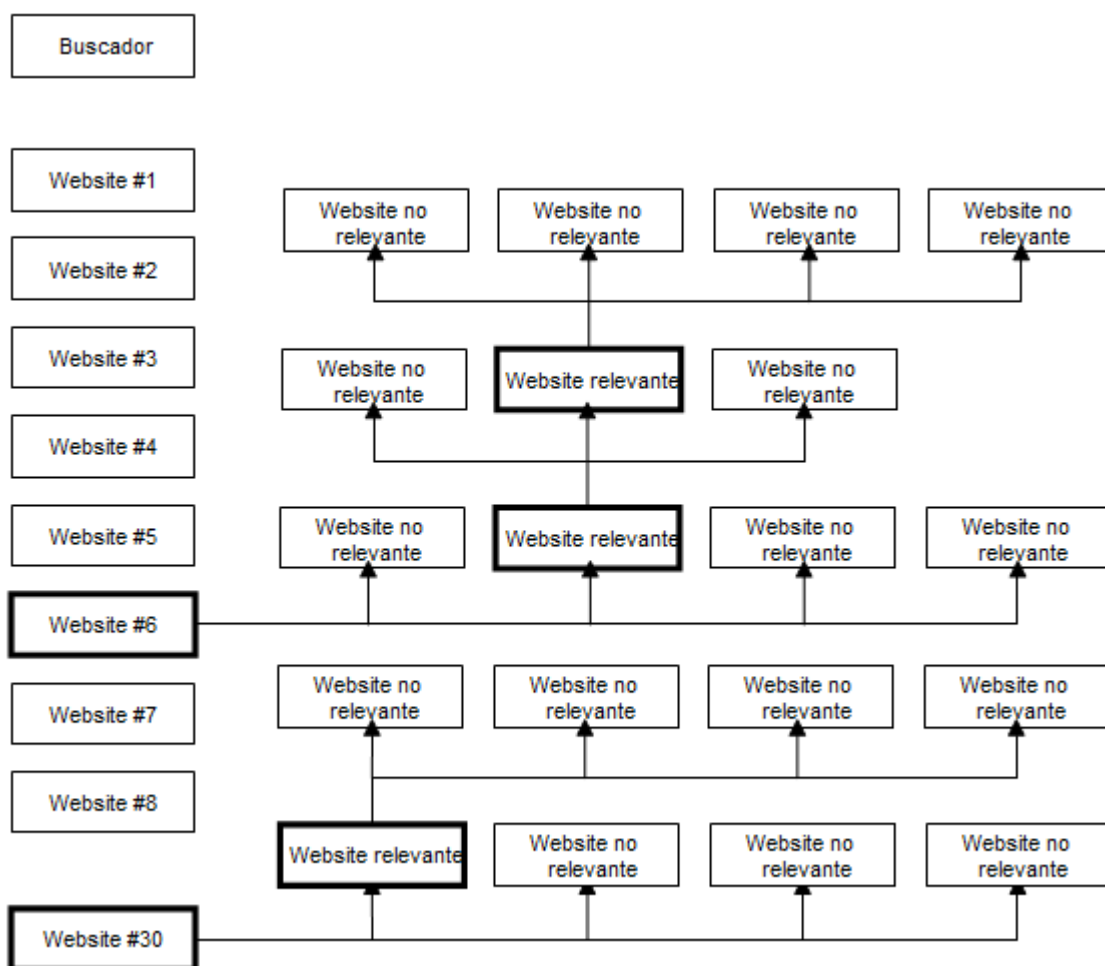 Buscador
Website #1
Website no
relevante
Website no
relevante
Website no
relevante
Website no
relevante
Website #2
Website #3
Website no
relevante
Website relevante
Website no
relevante
Website #4
Website #5
Website no
relevante
Website relevante
Website no
relevante
Website no
relevante
Website #6
Website no
relevante
Website no
relevante
Website no
relevante
Website no
relevante
Website #7
Website #8
Website relevante
Website no
relevante
Website no
relevante
Website no
relevante
Website #30